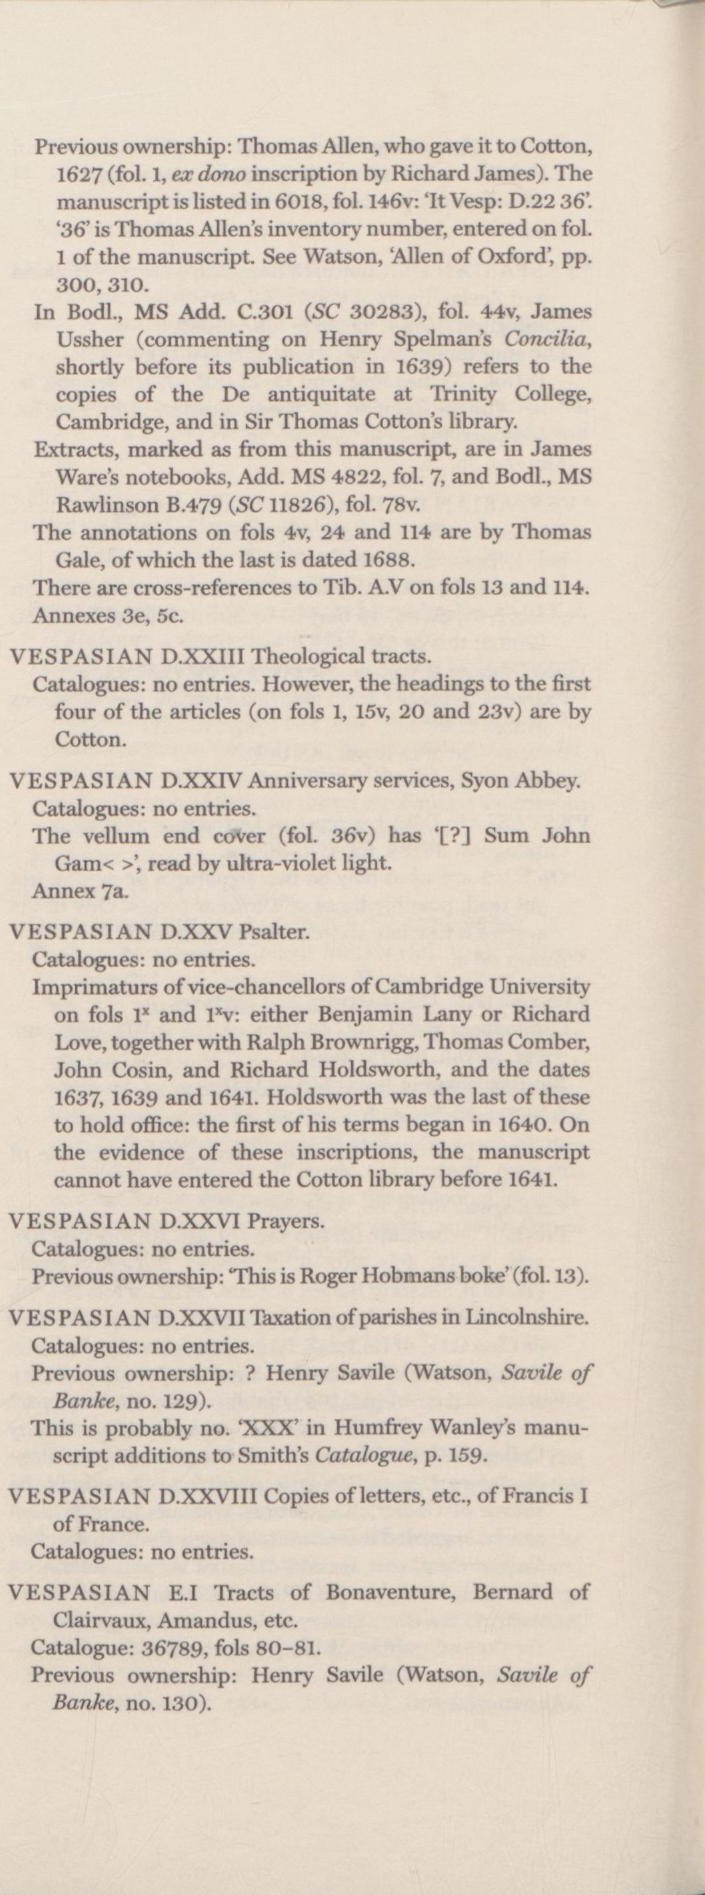 Previous ownership: Thomas Allen, who gave it to Cotton,
1627 (fol. 1, ex dono inscription by Richard James). The
manuscript is listed in 6018, fol. 146v: ‘It Vesp: D.22 36’.
‘36’ is Thomas Allen’s inventory number, entered on fol.
1 of the manuscript. See Watson, ‘Allen of Oxford’, pp.
300, 310.
In Bodl., MS Add. C.301 (SC 30283), fol. 44v, James
Ussher (commenting on Henry Spelman’s Concilia,
shortly before its publication in 1639) refers to the
copies of the De antiquitate at Trinity College,
Cambridge, and in Sir Thomas Cotton’s library.
Extracts, marked as from this manuscript, are in James
Ware’s notebooks, Add. MS 4822, fol. 7, and Bodl., MS
Rawlinson B.479 (SC 11826), fol. 78v.
The annotations on fols 4v, 24 and 114 are by Thomas
Gale, of which the last is dated 1688.
There are cross-references to Tib. A.V on fols 13 and 114.
Annexes 3e, 5c.
VESPASIAN D.XXIII Theological tracts.
Catalogues: no entries. However, the headings to the first
four of the articles (on fols 1, 15v, 20 and 23v) are by
Cotton.
VESPASIAN D.XXIV Anniversary services, Syon Abbey.
Catalogues: no entries.
The vellum end cover (fol. 36v) has ‘[?] Sum John
Gam< >’, read by ultra-violet light.
Annex 7a.
VESPASIAN D.XXV Psalter.
Catalogues: no entries.
Imprimaturs of vice-chancellors of Cambridge University
on fols 1ˣ and 1ˣv: either Benjamin Lany or Richard
Love, together with Ralph Brownrigg, Thomas Comber,
John Cosin, and Richard Holdsworth, and the dates
1637, 1639 and 1641. Holdsworth was the last of these
to hold office: the first of his terms began in 1640. On
the evidence of these inscriptions, the manuscript
cannot have entered the Cotton library before 1641.
VESPASIAN D.XXVI Prayers.
Catalogues: no entries.
Previous ownership: ‘This is Roger Hobmans boke’ (fol. 13).
VESPASIAN D.XXVII Taxation of parishes in Lincolnshire.
Catalogues: no entries.
Previous ownership: ? Henry Savile (Watson, Savile of
Banke, no. 129).
This is probably no. ‘XXX’ in Humfrey Wanley’s manu-
script additions to Smith’s Catalogue, p. 159.
VESPASIAN D.XXVIII Copies of letters, etc., of Francis I
of France.
Catalogues: no entries.
VESPASIAN E.I Tracts of Bonaventure, Bernard of
Clairvaux, Amandus, etc.
Catalogue: 36789, fols 80–81.
Previous ownership: Henry Savile (Watson, Savile of
Banke, no. 130).